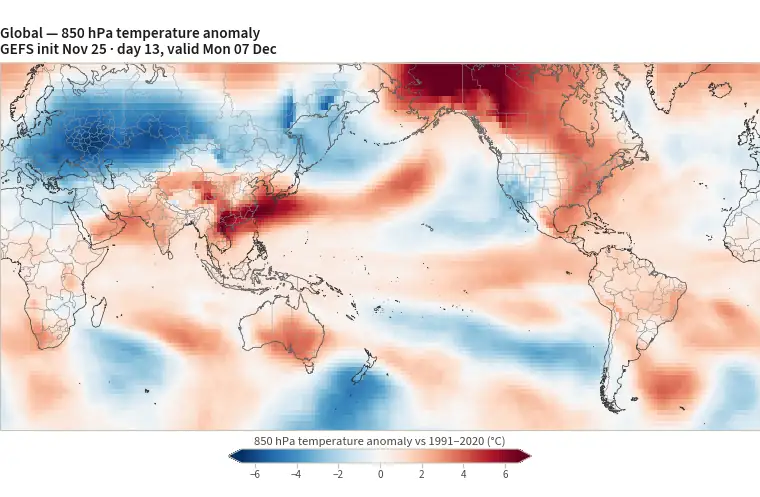 Global — 850 hPa temperature anomaly
GEFS init Nov 25 · day 13, valid Mon 07 Dec
850 hPa temperature anomaly vs 1991–2020 (°C)
−6 −4 −2 0 2 4 6